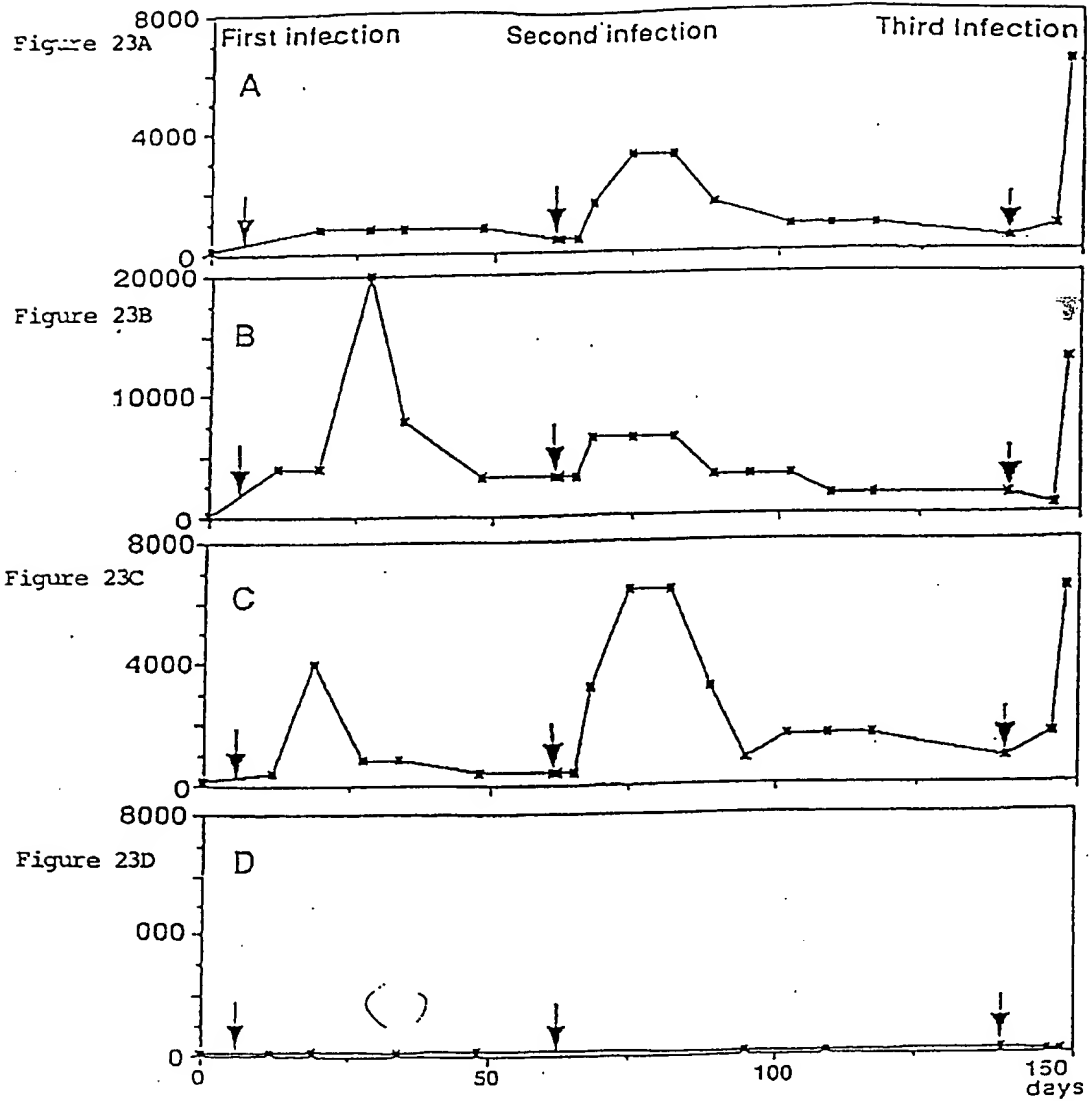 8000
Figure 23A
First infection Second infection Third Infection
A
4000
0
20000
Figure 23B
B
10000
0
8000
Figure 23C
C
4000
0
8000
Figure 23D
D
000
0
0 50 100 150
days